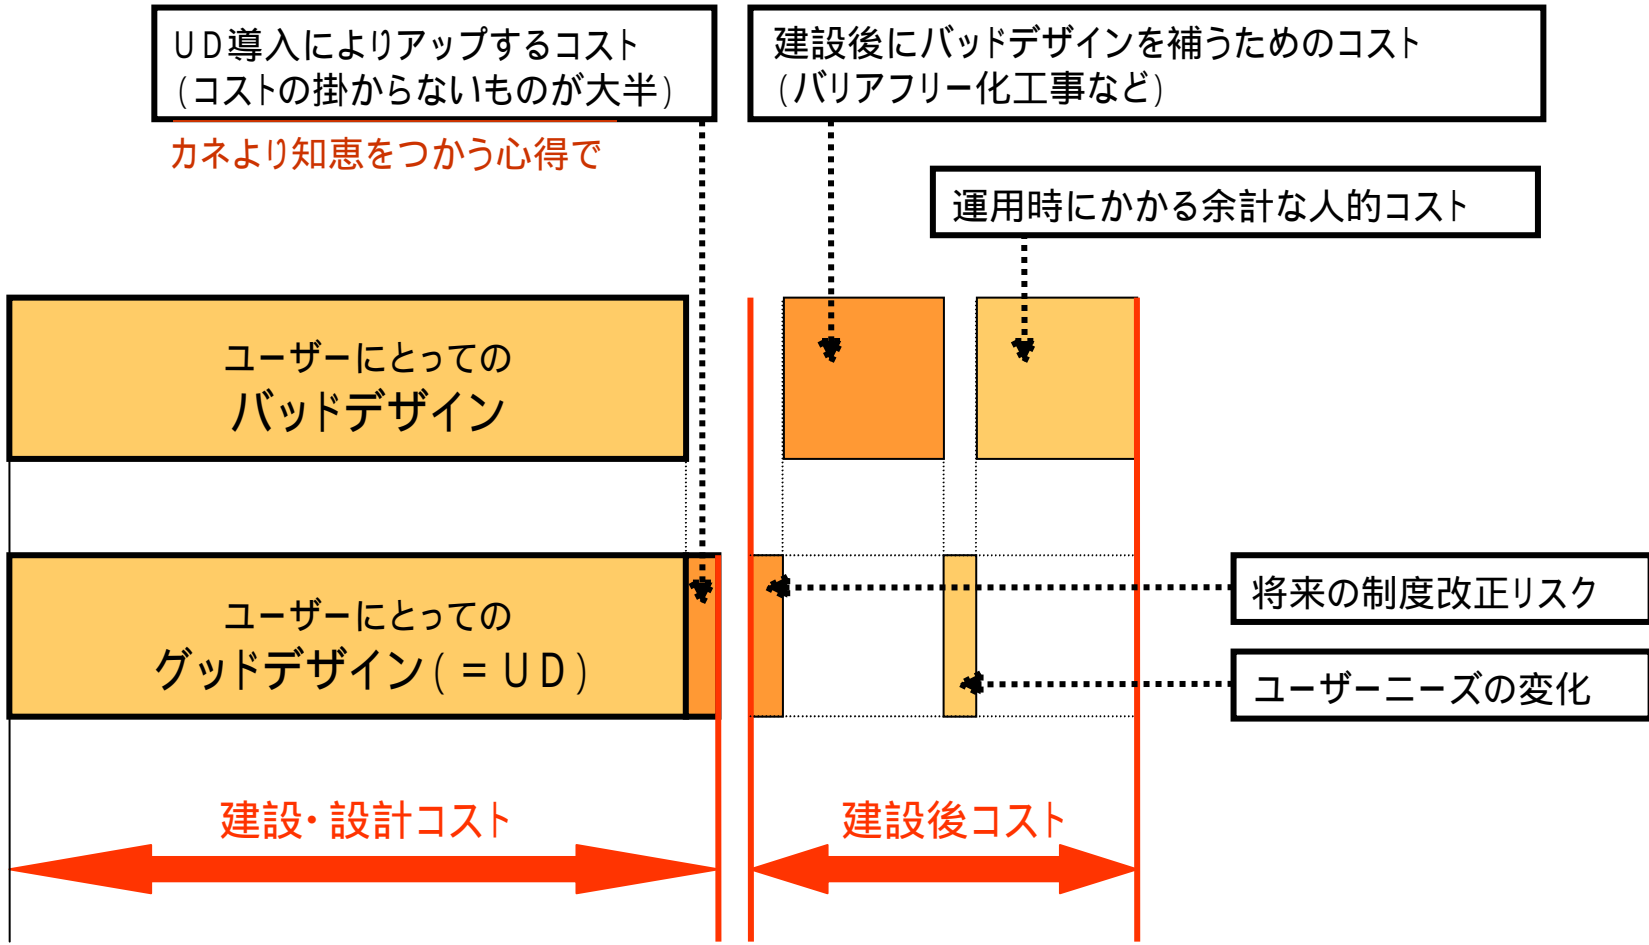 UD導入によりアップするコスト
(コストの掛からないものが大半)
カネより知恵をつかう心得で
建設後にバッドデザインを補うためのコスト
(バリアフリー化工事など)
運用時にかかる余計な人的コスト
ユーザーにとっての
バッドデザイン
ユーザーにとっての
グッドデザイン(=UD)
将来の制度改正リスク
ユーザーニーズの変化
建設・設計コスト
建設後コスト